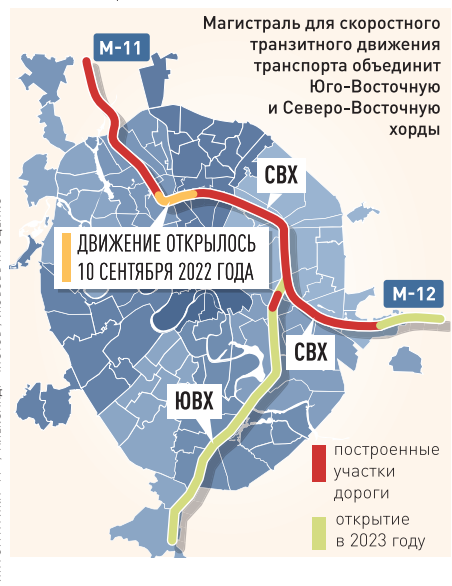 Магистраль для скоростного
транзитного движения
транспорта объединит
Юго-Восточную
и Северо-Восточную
хорды
М-11
СВХ
ДВИЖЕНИЕ ОТКРЫЛОСЬ
10 СЕНТЯБРЯ 2022 ГОДА
М-12
СВХ
ЮВХ
построенные
участки
дороги
открытие
в 2023 году